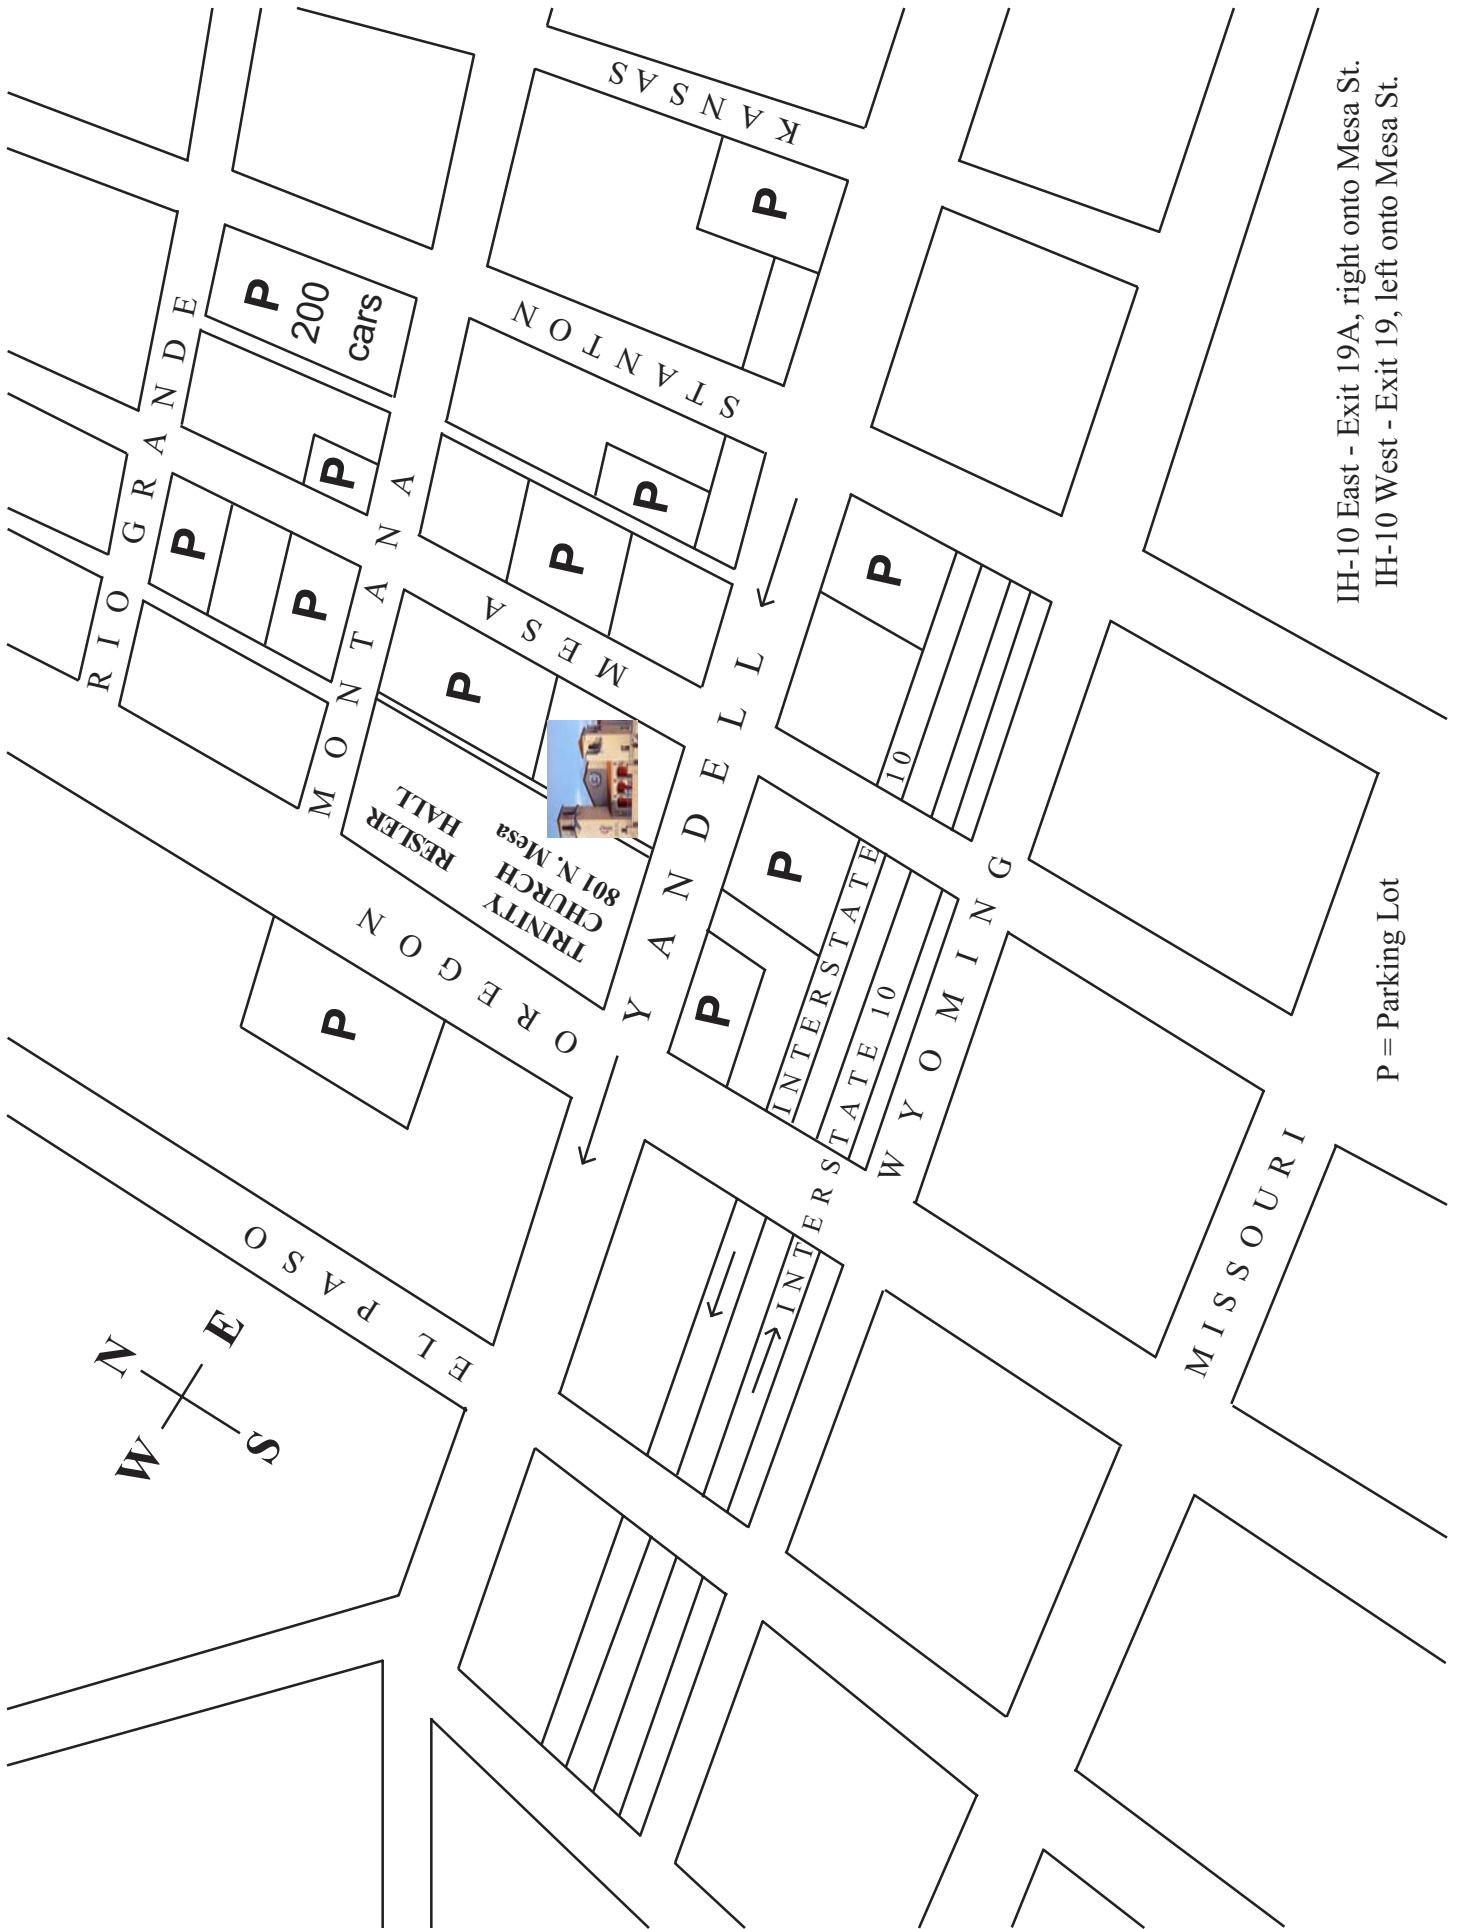 RIO GRANDE
MONTANA
YANDELL
WYOMING
MISSOURI
KANSAS
STANTON
MESA
OREGON
EL PASO
INTERSTATE 10
INTERSTATE 10
P
200
cars
P
P
P
P
P
P
P
P
P
P
P
P
RESLER
HALL
TRINITY
CHURCH
801 N. Mesa
N
E
S
W
IH-10 East - Exit 19A, right onto Mesa St.
IH-10 West - Exit 19, left onto Mesa St.
P = Parking Lot